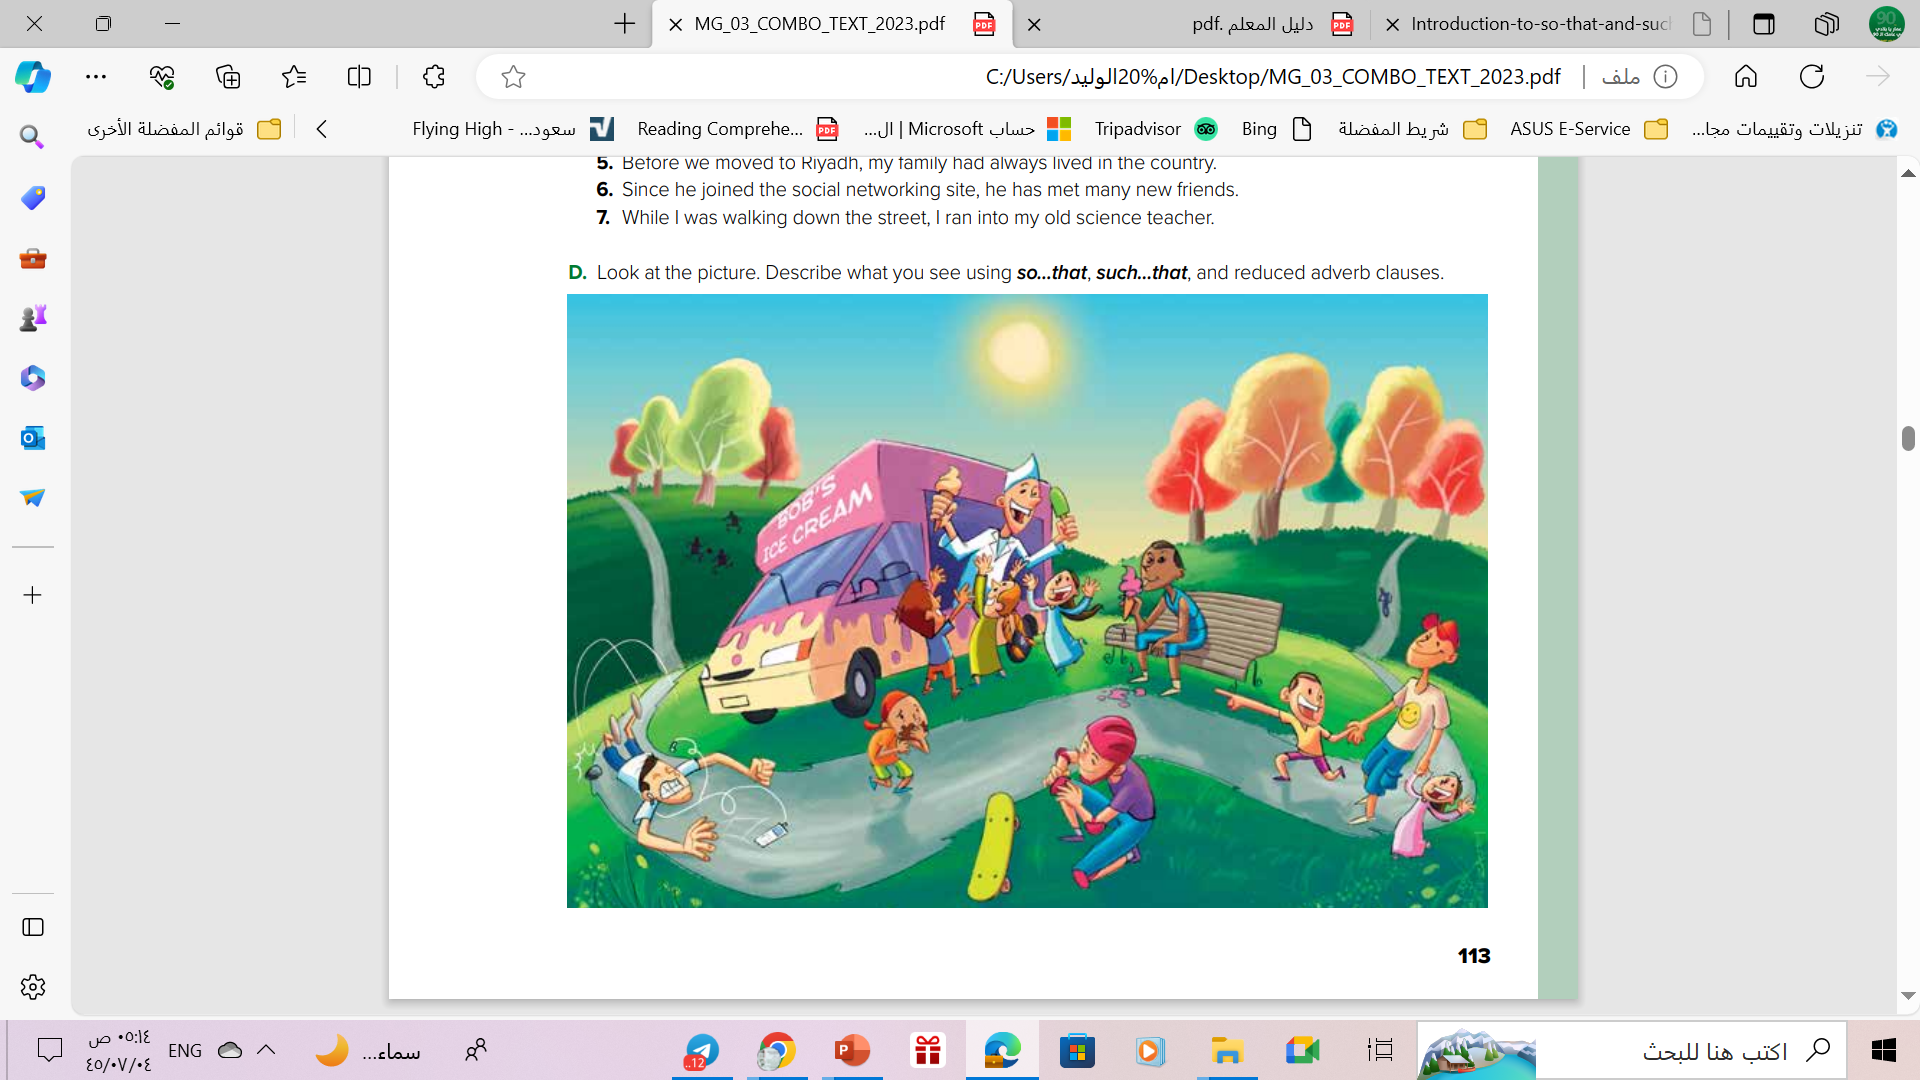 MG_03_COMBO_TEXT_2023.pdf
دليل المعلم .pdf
Introduction-to-so-that-and-suc
C:/Users/ام%20الوليد/Desktop/MG_03_COMBO_TEXT_2023.pdf
ملف
قوائم المفضلة الأخرى
Flying High - ...سعود
Reading Comprehe...
حساب Microsoft | ال...
Tripadvisor
Bing
شريط المفضلة
ASUS E-Service
تنزيلات وتقييمات مجا...
5. Before we moved to Riyadh, my family had always lived in the country.
6. Since he joined the social networking site, he has met many new friends.
7. While I was walking down the street, I ran into my old science teacher.
D. Look at the picture. Describe what you see using so...that, such...that, and reduced adverb clauses.
BOB'S
ICE CREAM
113
٠٥:١٤ ص
٤٥/٠٧/٠٤
ENG
سماء...
12
اكتب هنا للبحث